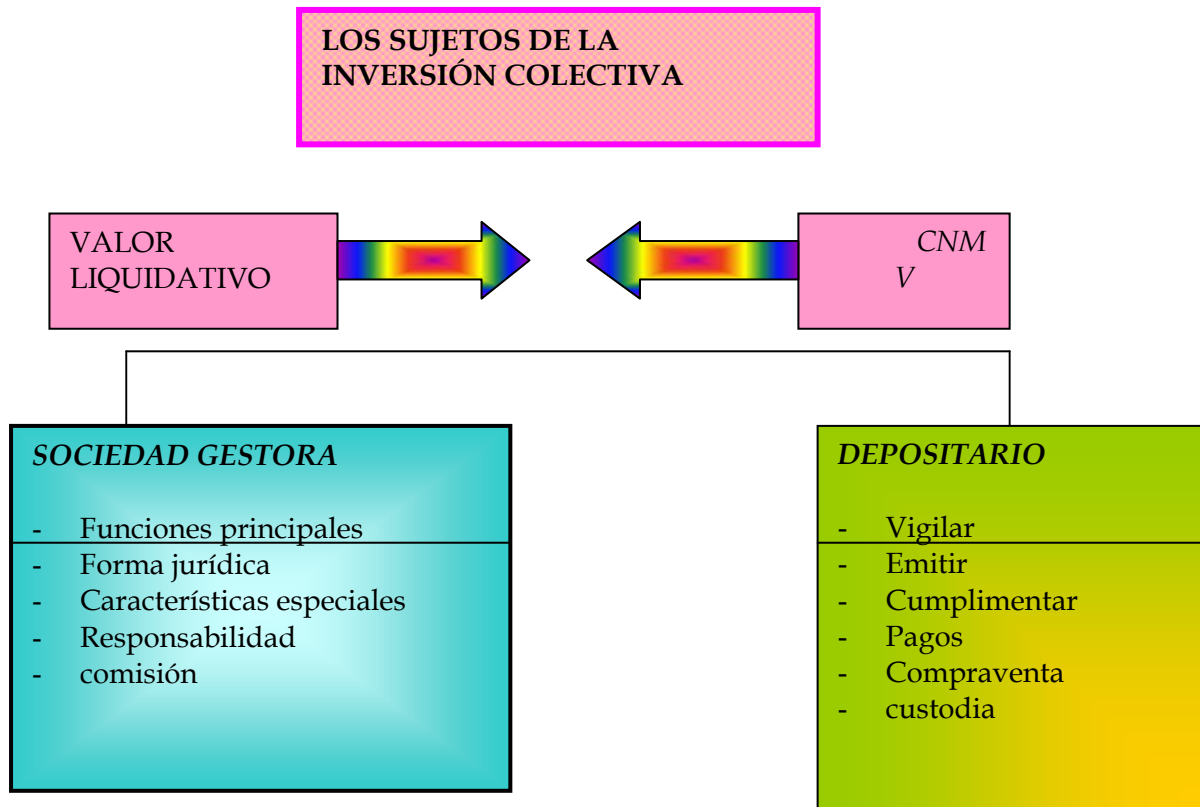 LOS SUJETOS DE LA
INVERSIÓN COLECTIVA
VALOR
LIQUIDATIVO
CNM
V
SOCIEDAD GESTORA
- Funciones principales
- Forma jurídica
- Características especiales
- Responsabilidad
- comisión
DEPOSITARIO
- Vigilar
- Emitir
- Cumplimentar
- Pagos
- Compraventa
- custodia